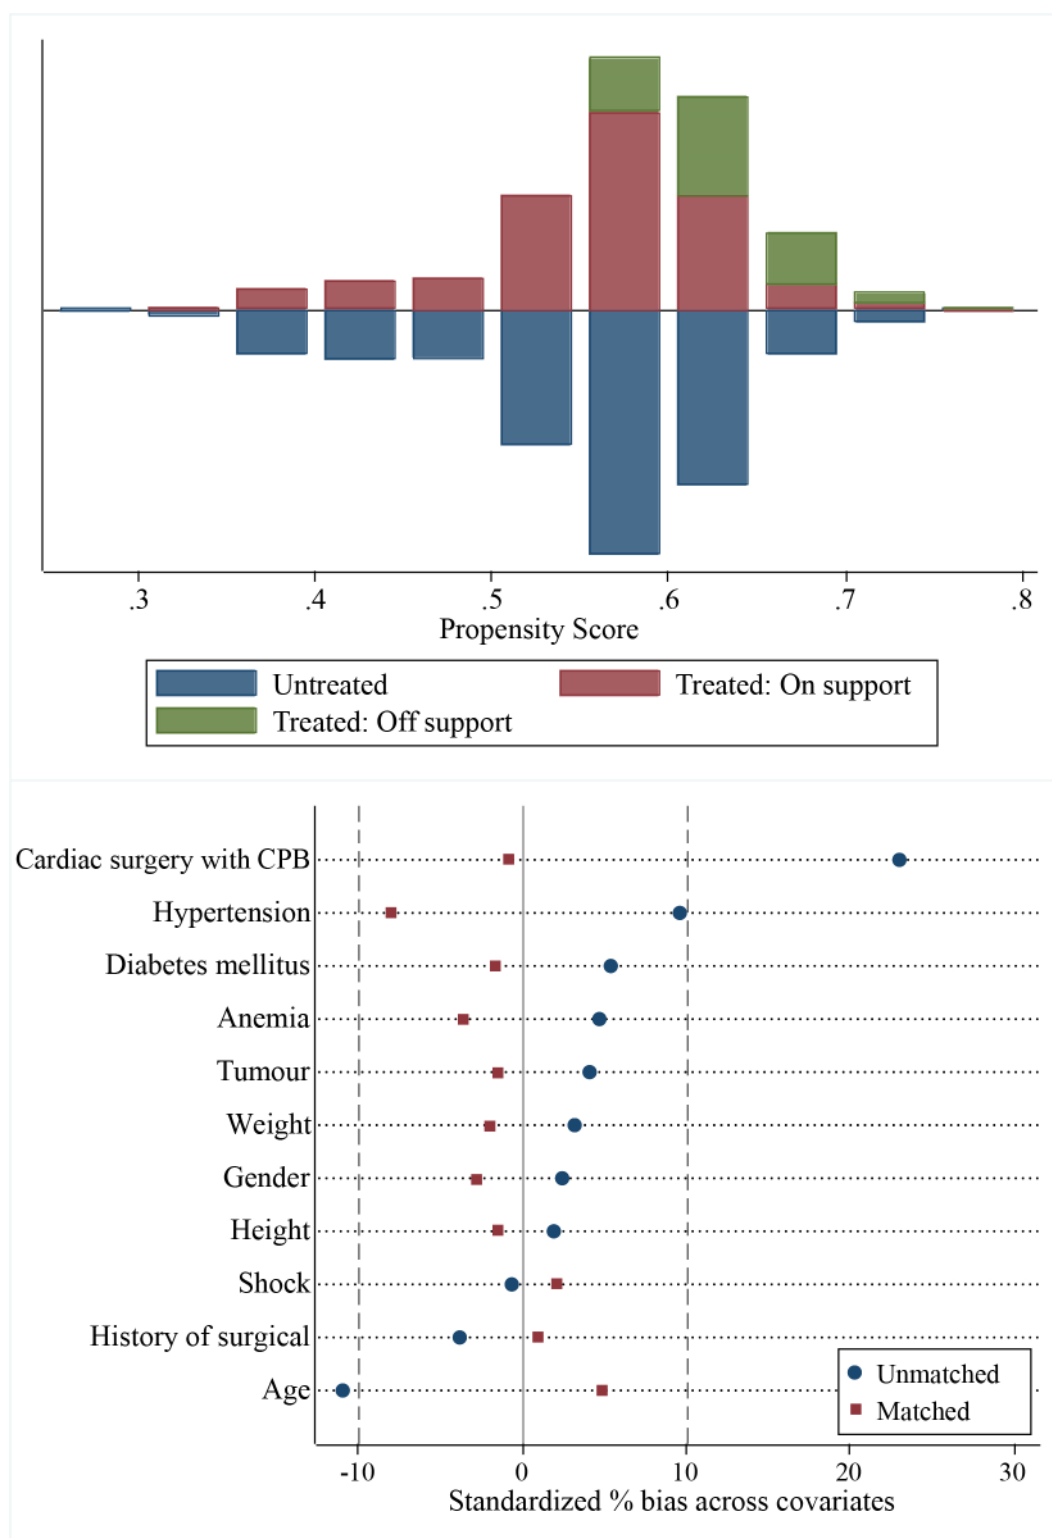 .3 .4 .5 .6 .7 .8
Propensity Score
Untreated Treated: On support
Treated: Off support
Cardiac surgery with CPB
Hypertension
Diabetes mellitus
Anemia
Tumour
Weight
Gender
Height
Shock
History of surgical
Age
Unmatched
Matched
-10 0 10 20 30
Standardized % bias across covariates